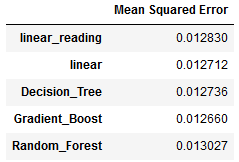 Mean Squared Error
linear_reading 0.012830
linear 0.012712
Decision_Tree 0.012736
Gradient_Boost 0.012660
Random_Forest 0.013027